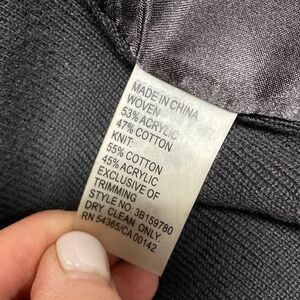 MADE IN CHINA
WOVEN
53% ACRYLIC
47% COTTON
KNIT:
55% COTTON
45% ACRYLIC
EXCLUSIVE OF
TRIMMING
STYLE NO: 3B159780
DRY CLEAN ONLY.
RN 54365/CA 00142